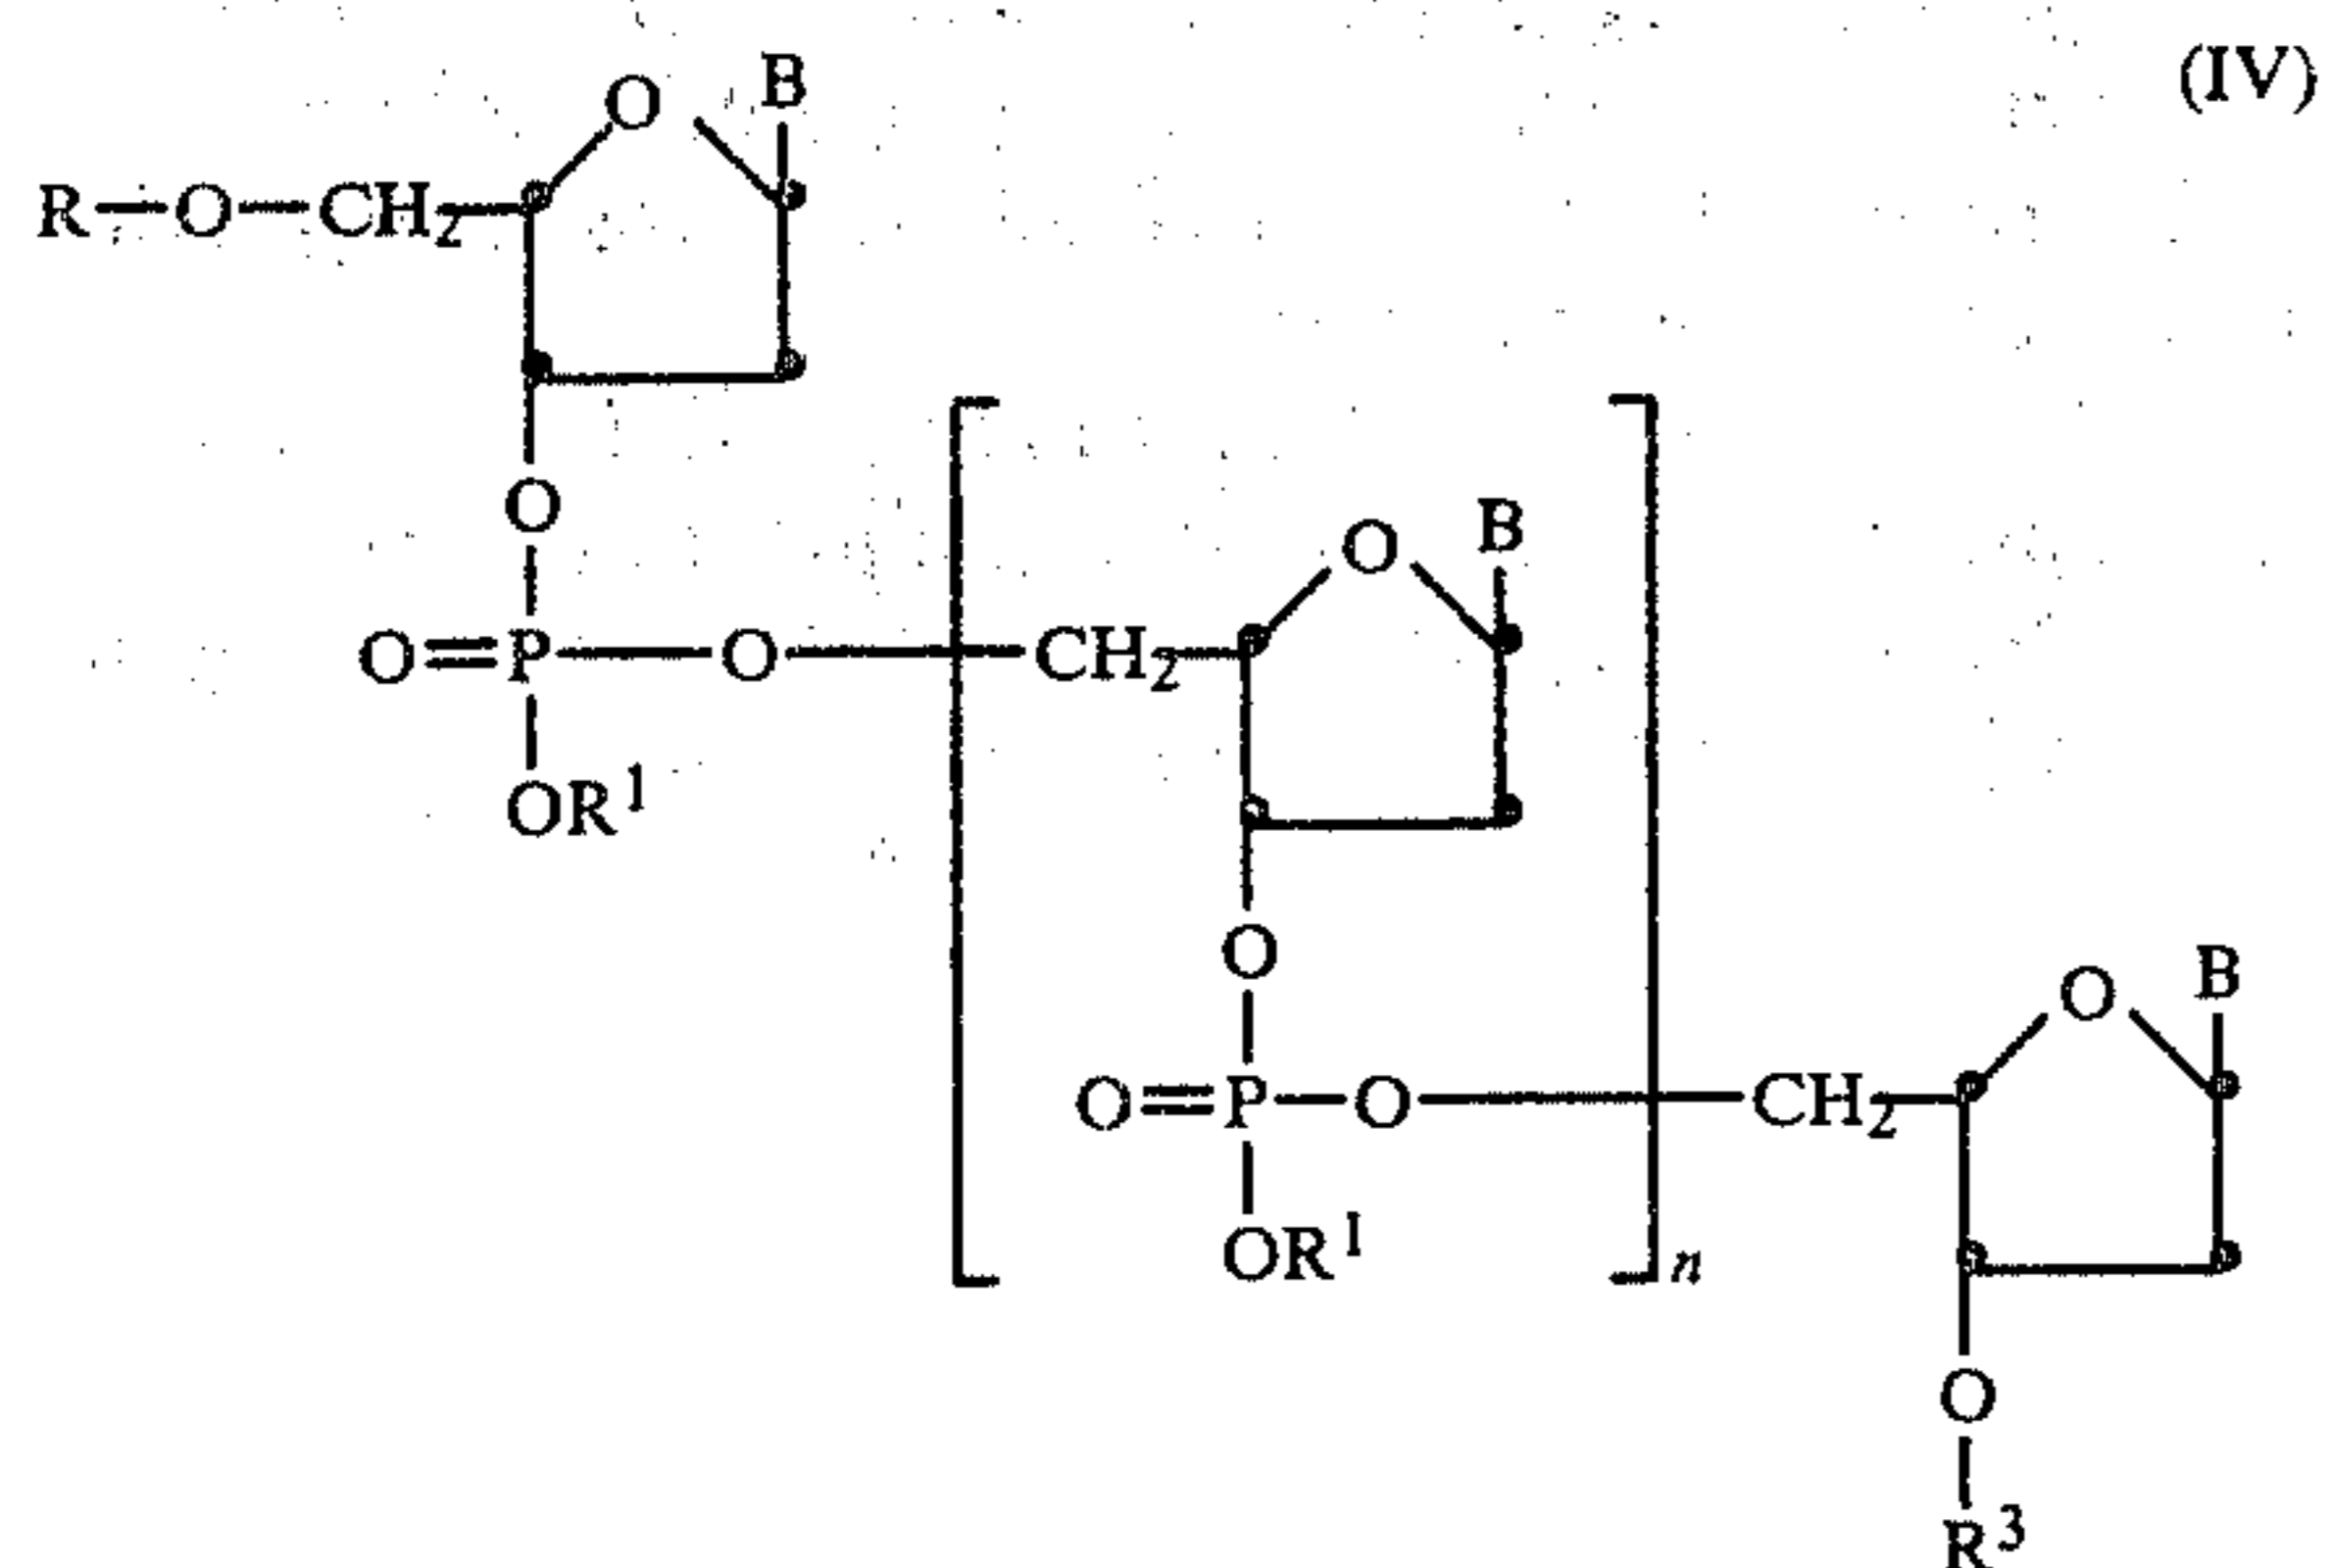 (IV)
O B
R—O—CH2
O
O B
O=P—O—CH2
OR1
O
O B
O=P—O—CH2
OR1
n
O
R3